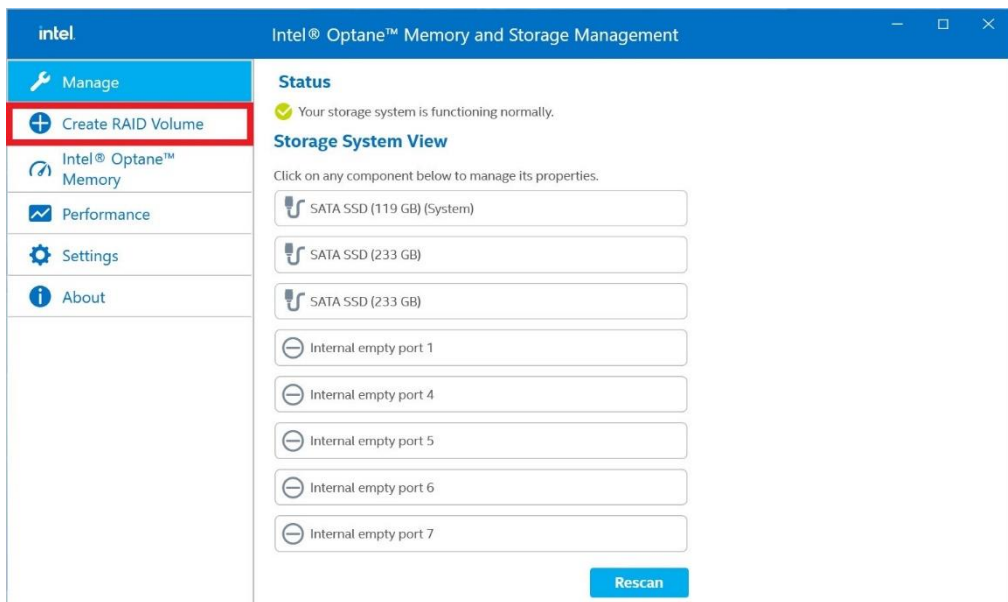 intel.
Intel® Optane™ Memory and Storage Management
Manage
Create RAID Volume
Intel® Optane™
Memory
Performance
Settings
About
Status
Your storage system is functioning normally.
Storage System View
Click on any component below to manage its properties.
SATA SSD (119 GB) (System)
SATA SSD (233 GB)
SATA SSD (233 GB)
Internal empty port 1
Internal empty port 4
Internal empty port 5
Internal empty port 6
Internal empty port 7
Rescan